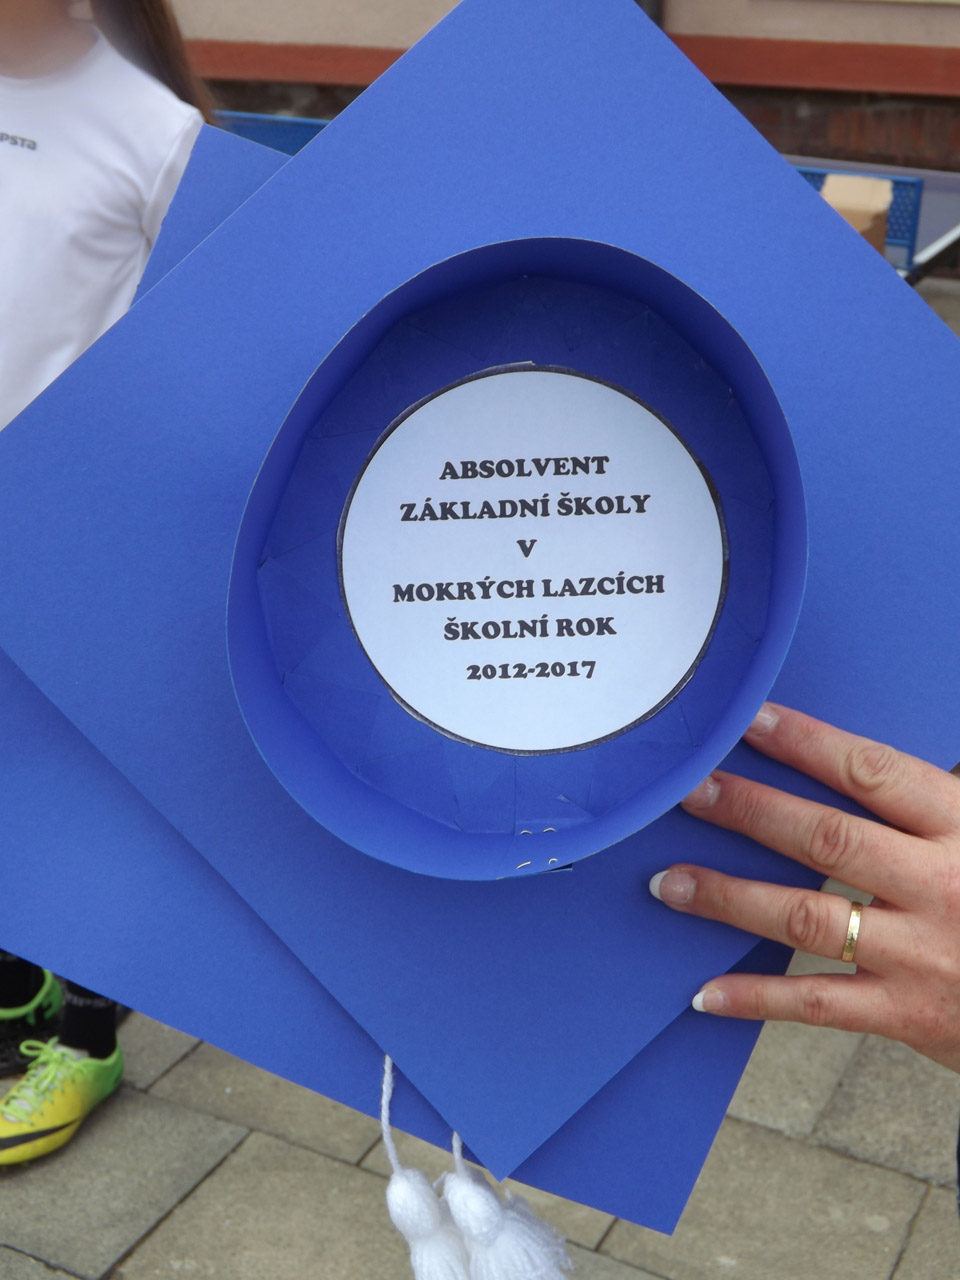 ABSOLVENT
ZÁKLADNÍ ŠKOLY
V
MOKRÝCH LAZCÍCH
ŠKOLNÍ ROK
2012-2017